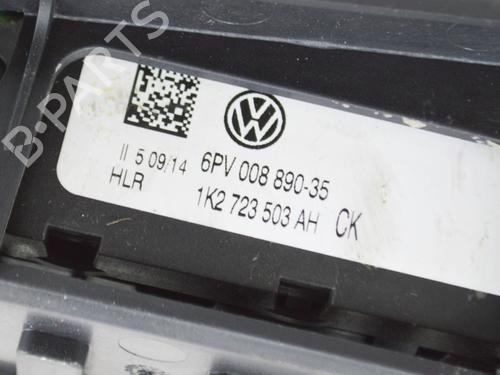 B-PARTS
II 5 09/14 6PV 008 890-35
HLR 1K2 723 503 AH CK